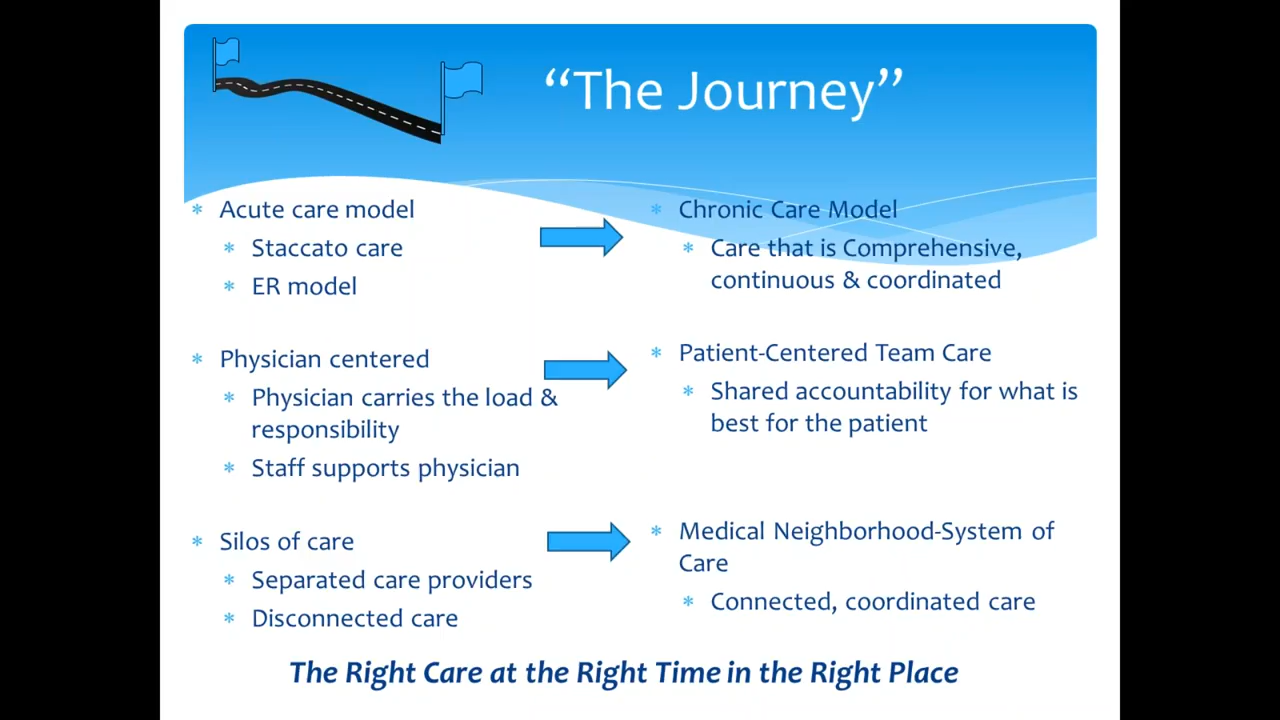 “The Journey”
* Acute care model
* Staccato care
* ER model
* Physician centered
* Physician carries the load &
responsibility
* Staff supports physician
* Silos of care
* Separated care providers
* Disconnected care
* Chronic Care Model
* Care that is Comprehensive,
continuous & coordinated
* Patient-Centered Team Care
* Shared accountability for what is
best for the patient
* Medical Neighborhood-System of
Care
* Connected, coordinated care
The Right Care at the Right Time in the Right Place